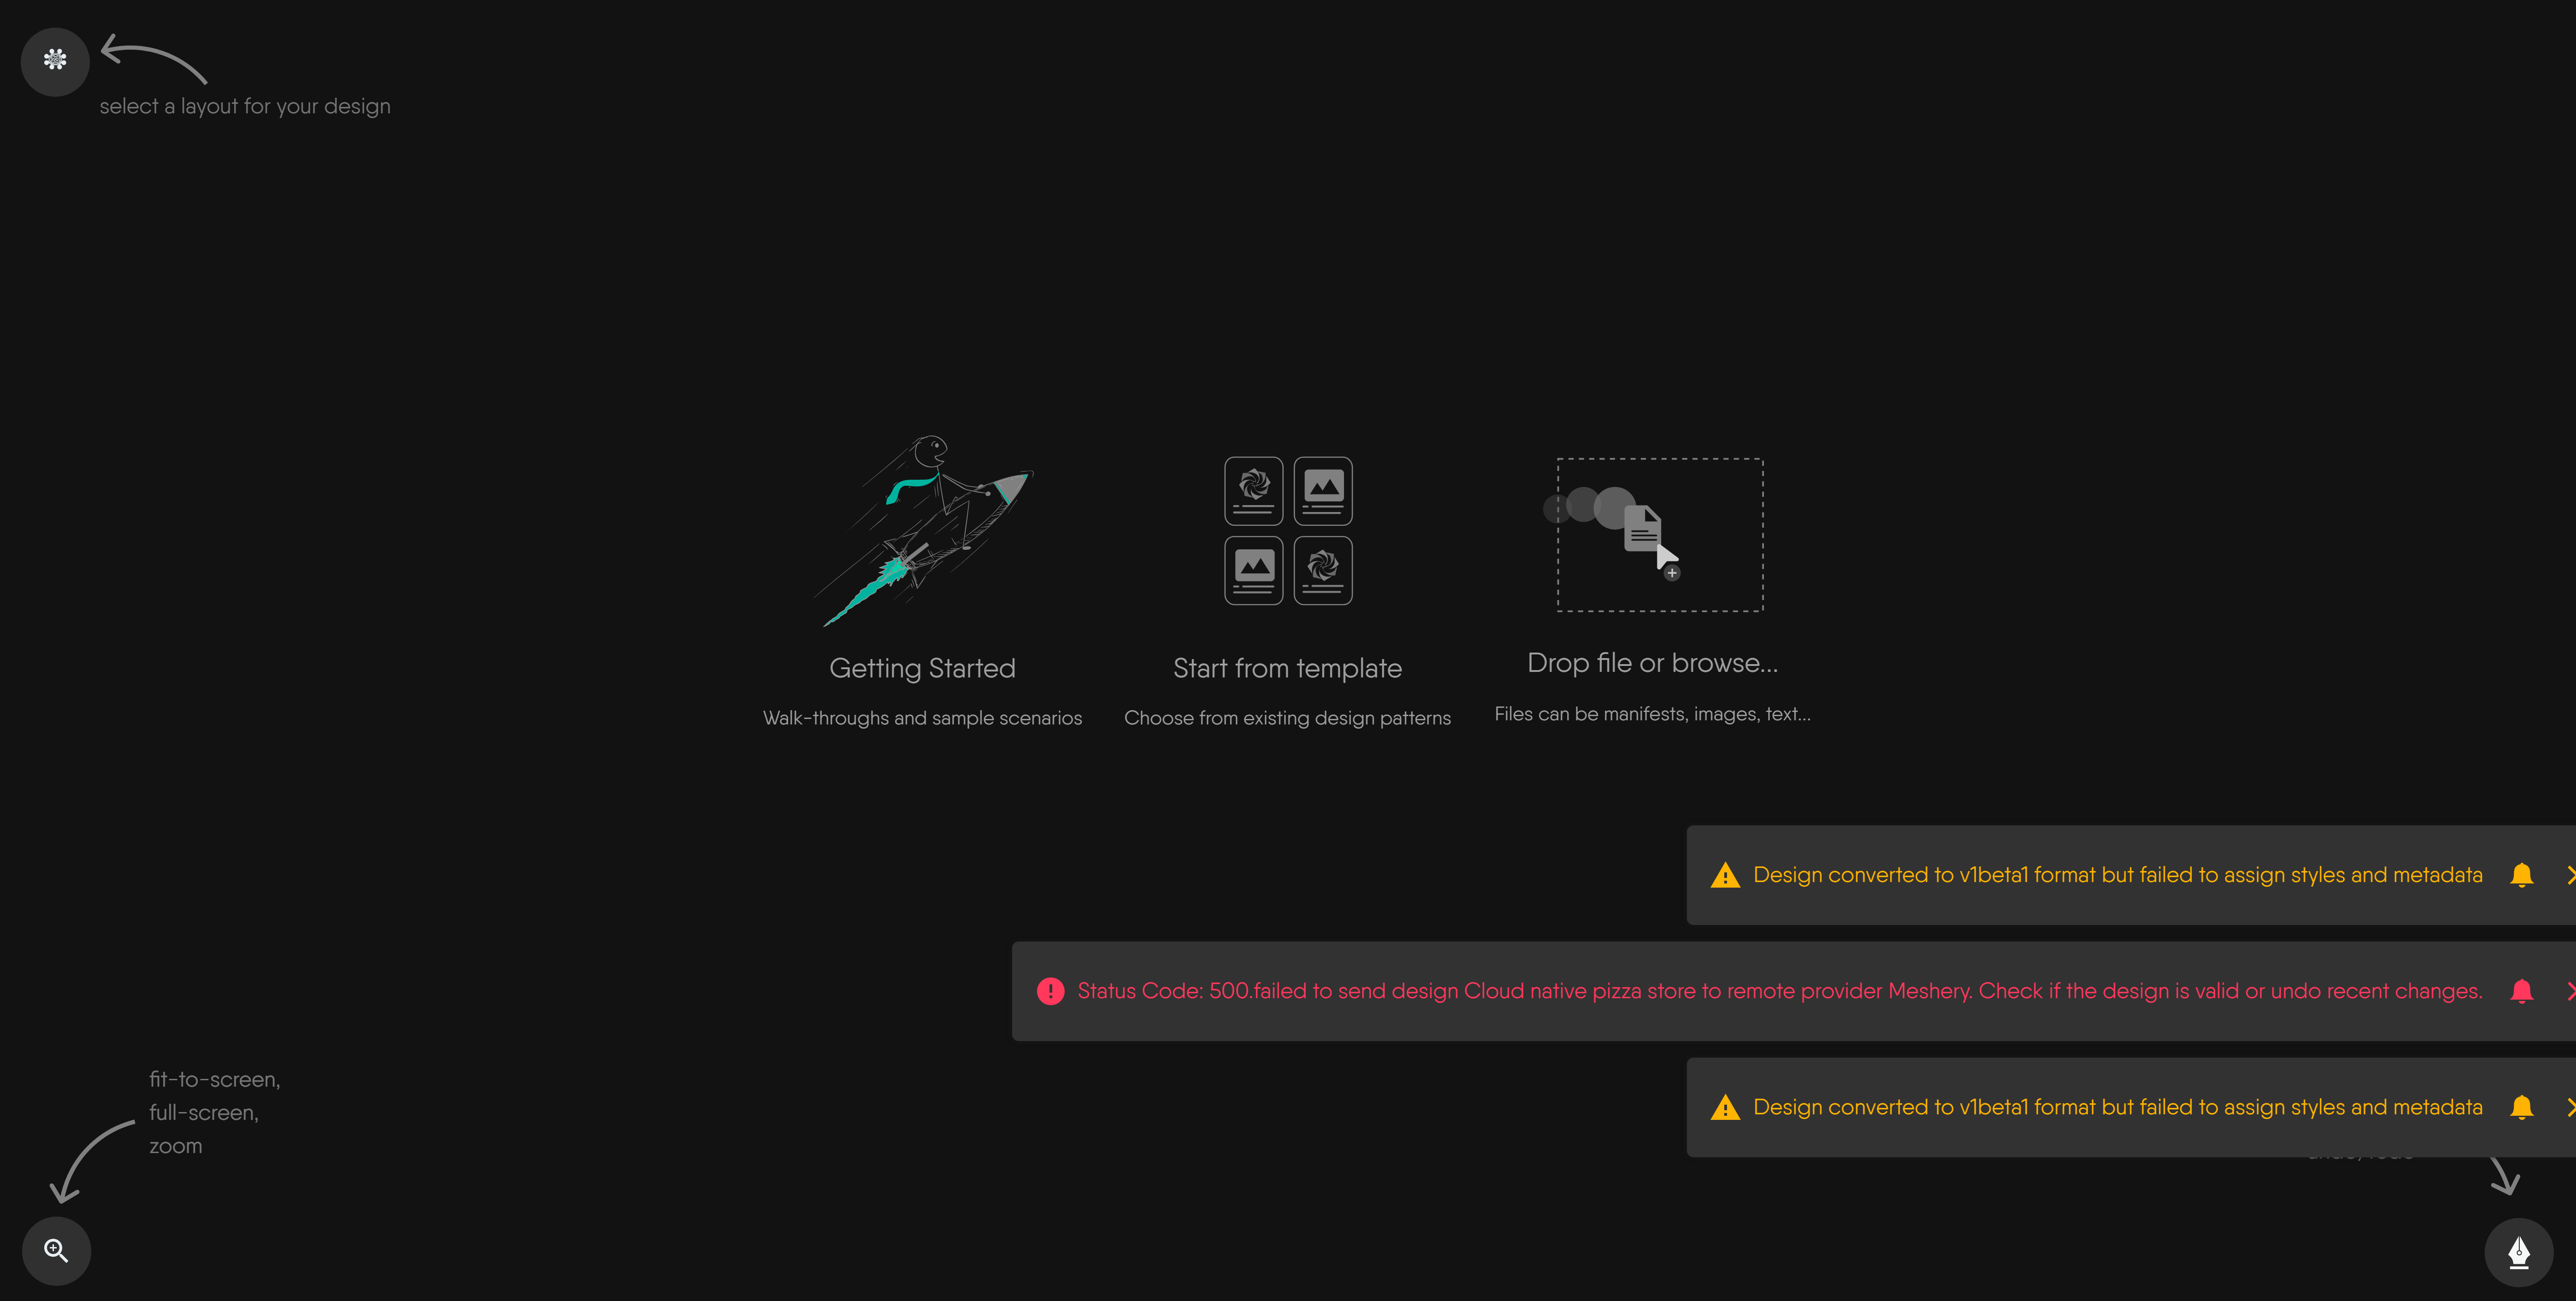 select a layout for your design
Getting Started
Walk-throughs and sample scenarios
Start from template
Choose from existing design patterns
Drop file or browse...
Files can be manifests, images, text...
Design converted to v1beta1 format but failed to assign styles and metadata
Status Code: 500.failed to send design Cloud native pizza store to remote provider Meshery. Check if the design is valid or undo recent changes.
Design converted to v1beta1 format but failed to assign styles and metadata
fit-to-screen,
full-screen,
zoom